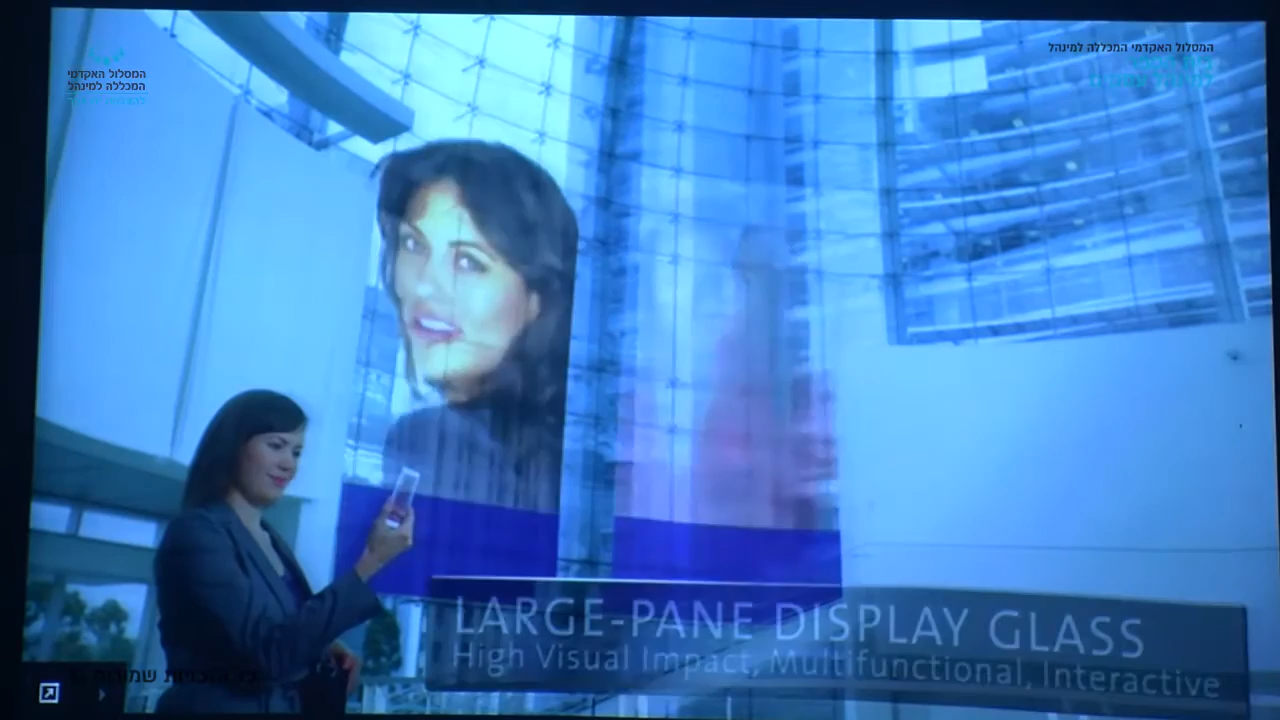 המסלול האקדמי
המכללה למינהל
המסלול האקדמי המכללה למינהל
LARGE-PANE DISPLAY GLASS
High Visual Impact, Multifunctional, Interactive